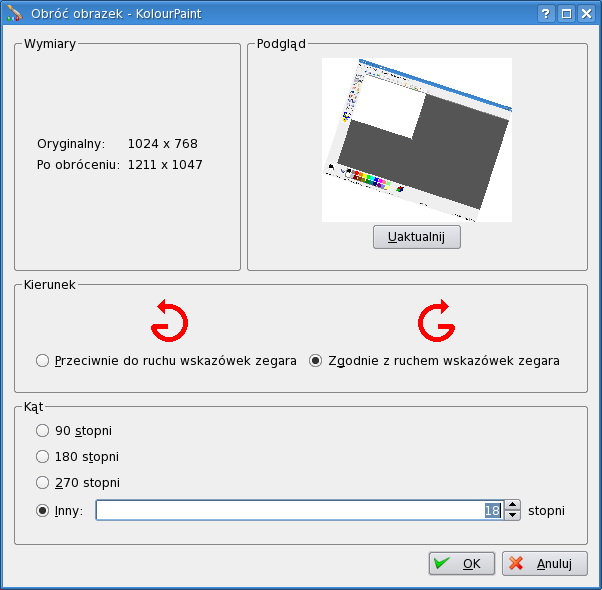 Obróć obrazek - KolourPaint
Wymiary
Oryginalny: 1024 x 768
Po obróceniu: 1211 x 1047
Podgląd
Uaktualnij
Kierunek
Przeciwnie do ruchu wskazówek zegara
Zgodnie z ruchem wskazówek zegara
Kąt
90 stopni
180 stopni
270 stopni
Inny: 18 stopni
OK
Anuluj